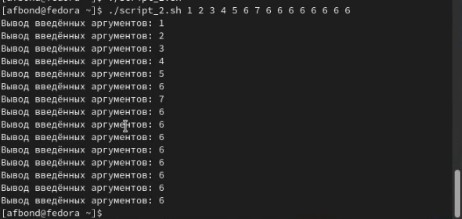 [afbond@fedora ~]$ ./script_2.sh 1 2 3 4 5 6 7 6 6 6 6 6 6 6 6
Вывод введённых аргументов: 1
Вывод введённых аргументов: 2
Вывод введённых аргументов: 3
Вывод введённых аргументов: 4
Вывод введённых аргументов: 5
Вывод введённых аргументов: 6
Вывод введённых аргументов: 7
Вывод введённых аргументов: 6
Вывод введённых аргументов: 6
Вывод введённых аргументов: 6
Вывод введённых аргументов: 6
Вывод введённых аргументов: 6
Вывод введённых аргументов: 6
Вывод введённых аргументов: 6
Вывод введённых аргументов: 6
[afbond@fedora ~]$